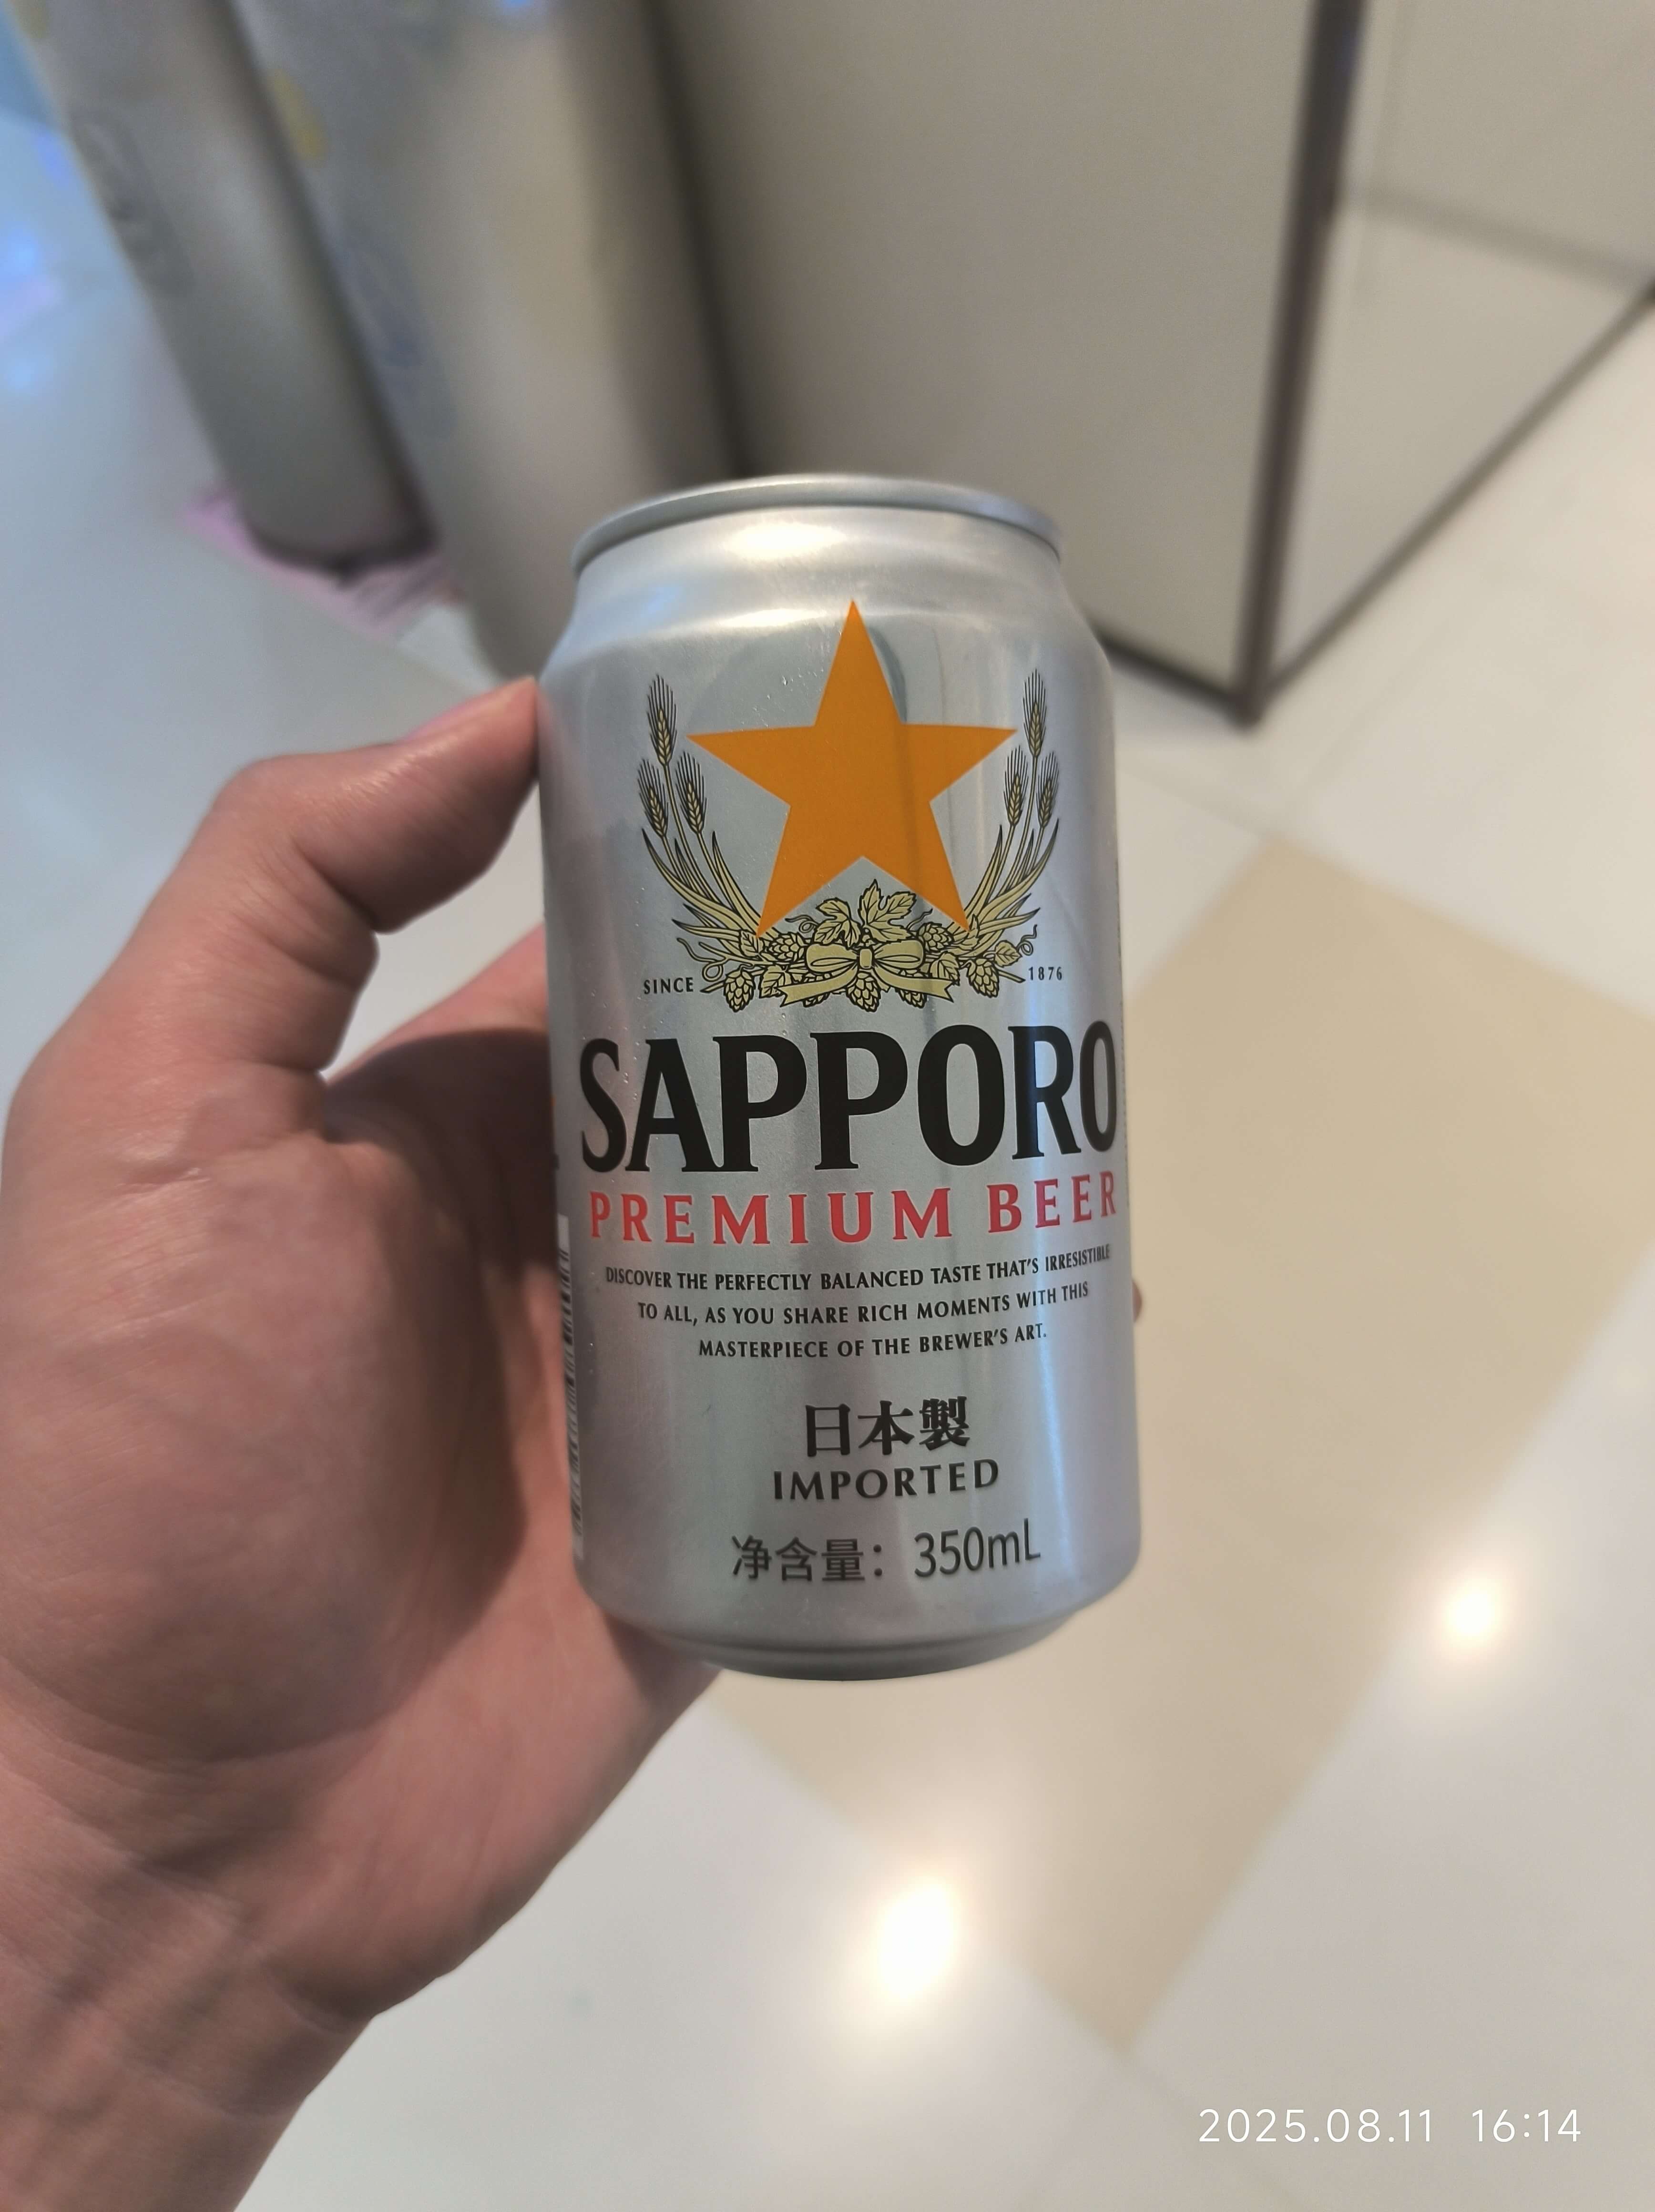 SINCE 1876
SAPPORO
PREMIUM BEER
DISCOVER THE PERFECTLY BALANCED TASTE THAT'S IRRESISTIBLE
TO ALL, AS YOU SHARE RICH MOMENTS WITH THIS
MASTERPIECE OF THE BREWER'S ART.
日本製
IMPORTED
净含量：350mL
2025.08.11 16:14